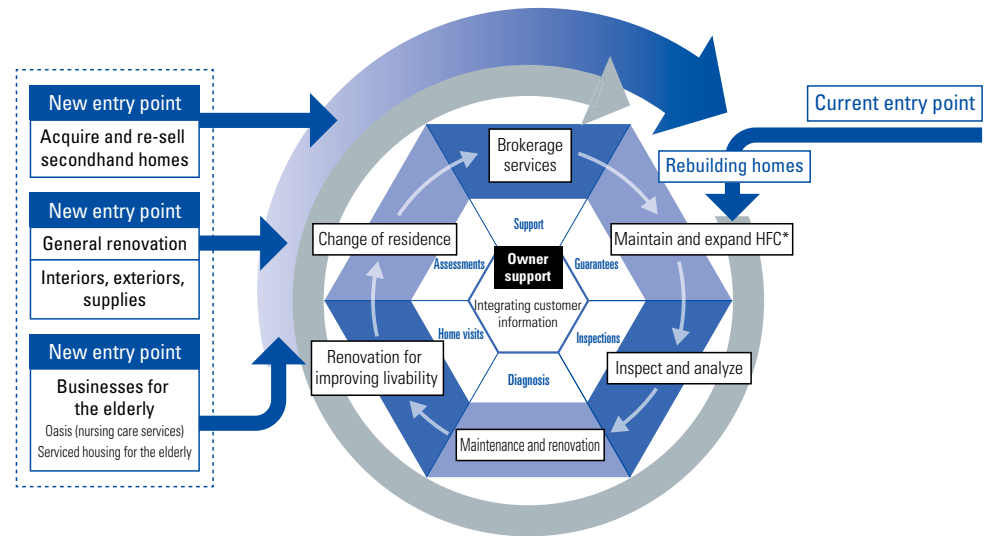 New entry point
Acquire and re-sell
secondhand homes
New entry point
General renovation
Interiors, exteriors,
supplies
New entry point
Businesses for
the elderly
Oasis (nursing care services)
Serviced housing for the elderly
Current entry point
Rebuilding homes
Brokerage
services
Maintain and expand HFC*
Inspect and analyze
Maintenance and renovation
Renovation for
improving livability
Change of residence
Support
Guarantees
Inspections
Diagnosis
Home visits
Assessments
Owner
support
Integrating customer
information